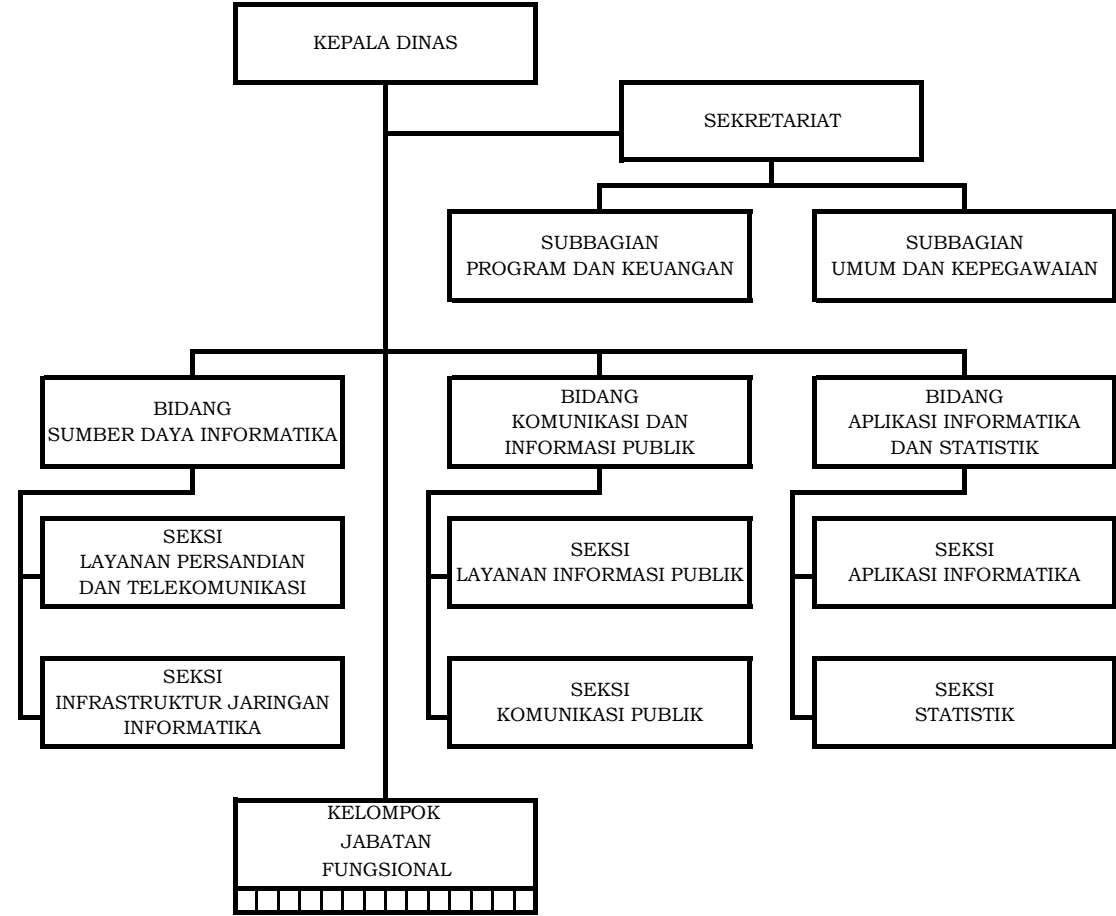 KEPALA DINAS
SEKRETARIAT
SUBBAGIAN
PROGRAM DAN KEUANGAN
SUBBAGIAN
UMUM DAN KEPEGAWAIAN
BIDANG
SUMBER DAYA INFORMATIKA
BIDANG
KOMUNIKASI DAN
INFORMASI PUBLIK
BIDANG
APLIKASI INFORMATIKA
DAN STATISTIK
SEKSI
LAYANAN PERSANDIAN
DAN TELEKOMUNIKASI
SEKSI
LAYANAN INFORMASI PUBLIK
SEKSI
APLIKASI INFORMATIKA
SEKSI
INFRASTRUKTUR JARINGAN
INFORMATIKA
SEKSI
KOMUNIKASI PUBLIK
SEKSI
STATISTIK
KELOMPOK
JABATAN
FUNGSIONAL